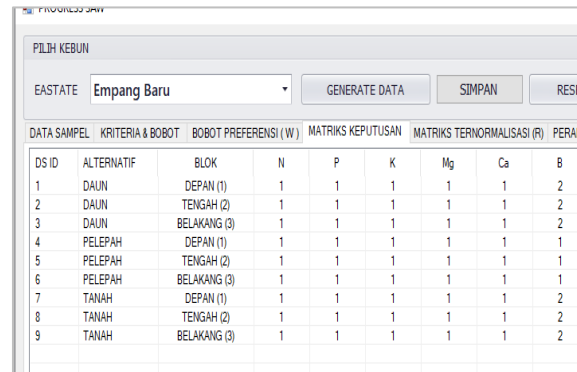 PROGRESS SAW
PILIH KEBUN
EASTATE Empang Baru GENERATE DATA SIMPAN
DATA SAMPEL KRITERIA & BOBOT BOBOT PREFERENSI ( W ) MATRIKS KEPUTUSAN MATRIKS TERNORMALISASI (R)
DS ID ALTERNATIF BLOK N P K Mg Ca B
1 DAUN DEPAN (1) 1 1 1 1 1 2
2 DAUN TENGAH (2) 1 1 1 1 1 2
3 DAUN BELAKANG (3) 1 1 1 1 1 2
4 PELEPAH DEPAN (1) 1 1 1 1 1 1
5 PELEPAH TENGAH (2) 1 1 1 1 1 1
6 PELEPAH BELAKANG (3) 1 1 1 1 1 1
7 TANAH DEPAN (1) 1 1 1 1 1 2
8 TANAH TENGAH (2) 1 1 1 1 1 2
9 TANAH BELAKANG (3) 1 1 1 1 1 2